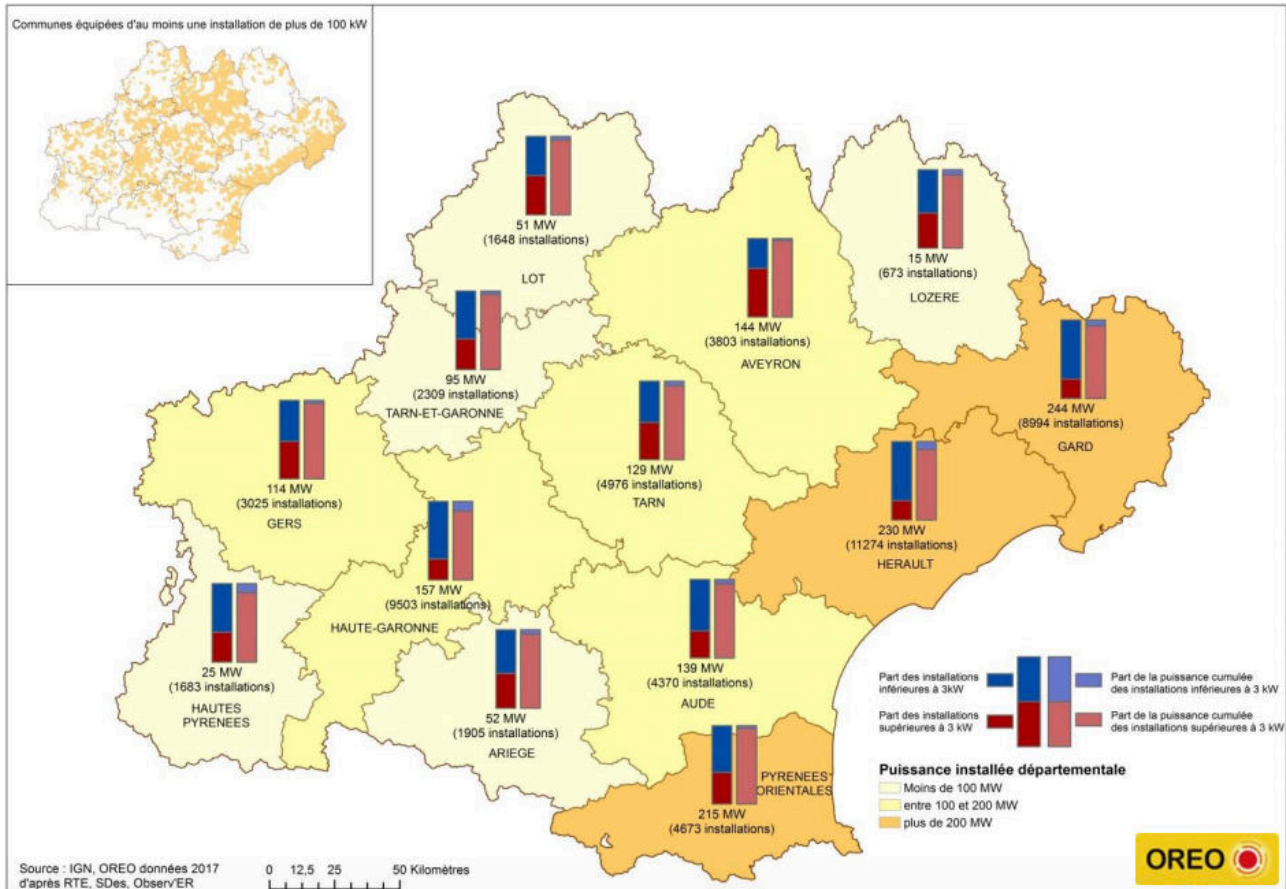 Communes équipées d'au moins une installation de plus de 100 kW
51 MW
(1648 installations)
LOT
15 MW
(673 installations)
LOZERE
144 MW
(3803 installations)
AVEYRON
95 MW
(2309 installations)
TARN-ET-GARONNE
244 MW
(8994 installations)
GARD
114 MW
(3025 installations)
GERS
129 MW
(4976 installations)
TARN
230 MW
(11274 installations)
HERAULT
157 MW
(9503 installations)
HAUTE-GARONNE
25 MW
(1683 installations)
HAUTES
PYRENEES
52 MW
(1905 installations)
ARIEGE
139 MW
(4370 installations)
AUDE
PYRENEES
ORIENTALES
215 MW
(4673 installations)
Part des installations
inférieures à 3kW
Part de la puissance cumulée
des installations inférieures à 3 kW
Part des installations
supérieures à 3 kW
Part de la puissance cumulée
des installations supérieures à 3 kW
Puissance installée départementale
Moins de 100 MW
entre 100 et 200 MW
plus de 200 MW
Source : IGN, OREO données 2017
d'après RTE, SDes, Observ'ER
0 12,5 25 50 Kilomètres
OREO